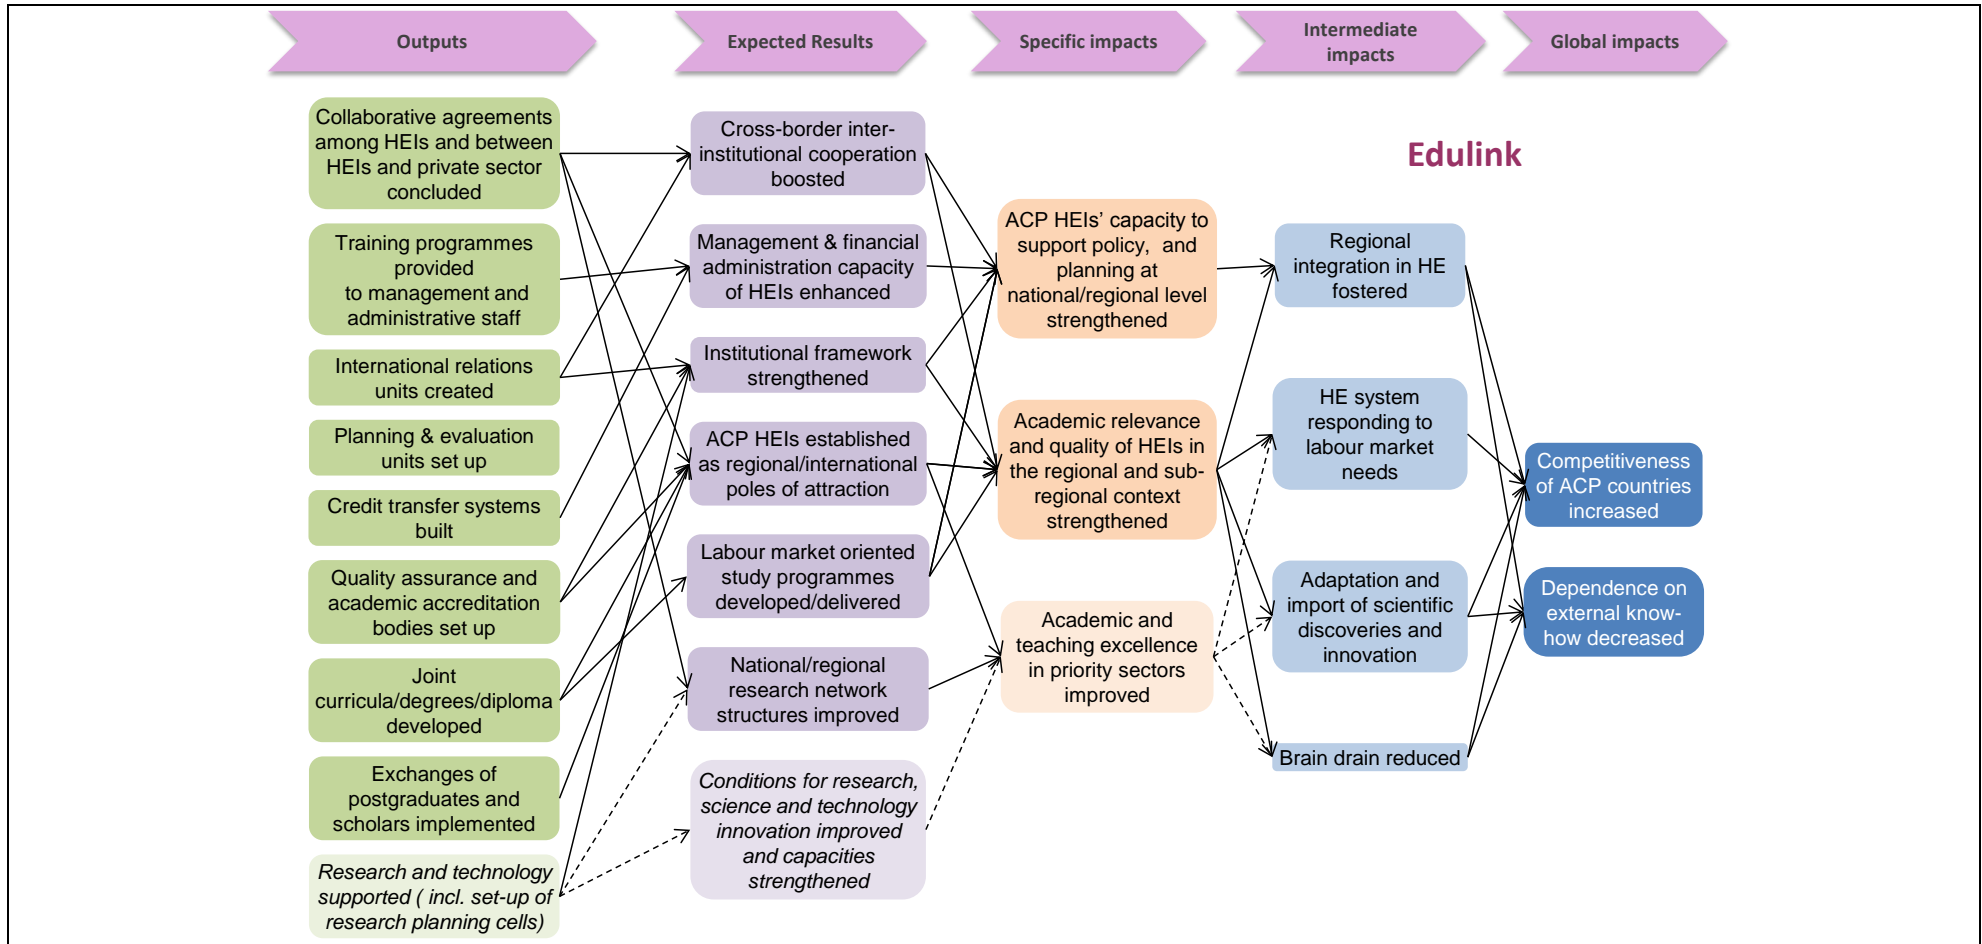 Outputs
Expected Results
Specific impacts
Intermediate
impacts
Global impacts
Edulink
Collaborative agreements
among HEIs and between
HEIs and private sector
concluded
Training programmes
provided
to management and
administrative staff
International relations
units created
Planning & evaluation
units set up
Credit transfer systems
built
Quality assurance and
academic accreditation
bodies set up
Joint
curricula/degrees/diploma
developed
Exchanges of
postgraduates and
scholars implemented
Research and technology
supported ( incl. set-up of
research planning cells)
Cross-border inter-
institutional cooperation
boosted
Management & financial
administration capacity
of HEIs enhanced
Institutional framework
strengthened
ACP HEIs established
as regional/international
poles of attraction
Labour market oriented
study programmes
developed/delivered
National/regional
research network
structures improved
Conditions for research,
science and technology
innovation improved
and capacities
strengthened
ACP HEIs’ capacity to
support policy,  and
planning at
national/regional level
strengthened
Academic relevance
and quality of HEIs in
the regional and sub-
regional context
strengthened
Academic and
teaching excellence
in priority sectors
improved
Regional
integration in HE
fostered
HE system
responding to
labour market
needs
Adaptation and
import of scientific
discoveries and
innovation
Brain drain reduced
Competitiveness
of ACP countries
increased
Dependence on
external know-
how decreased